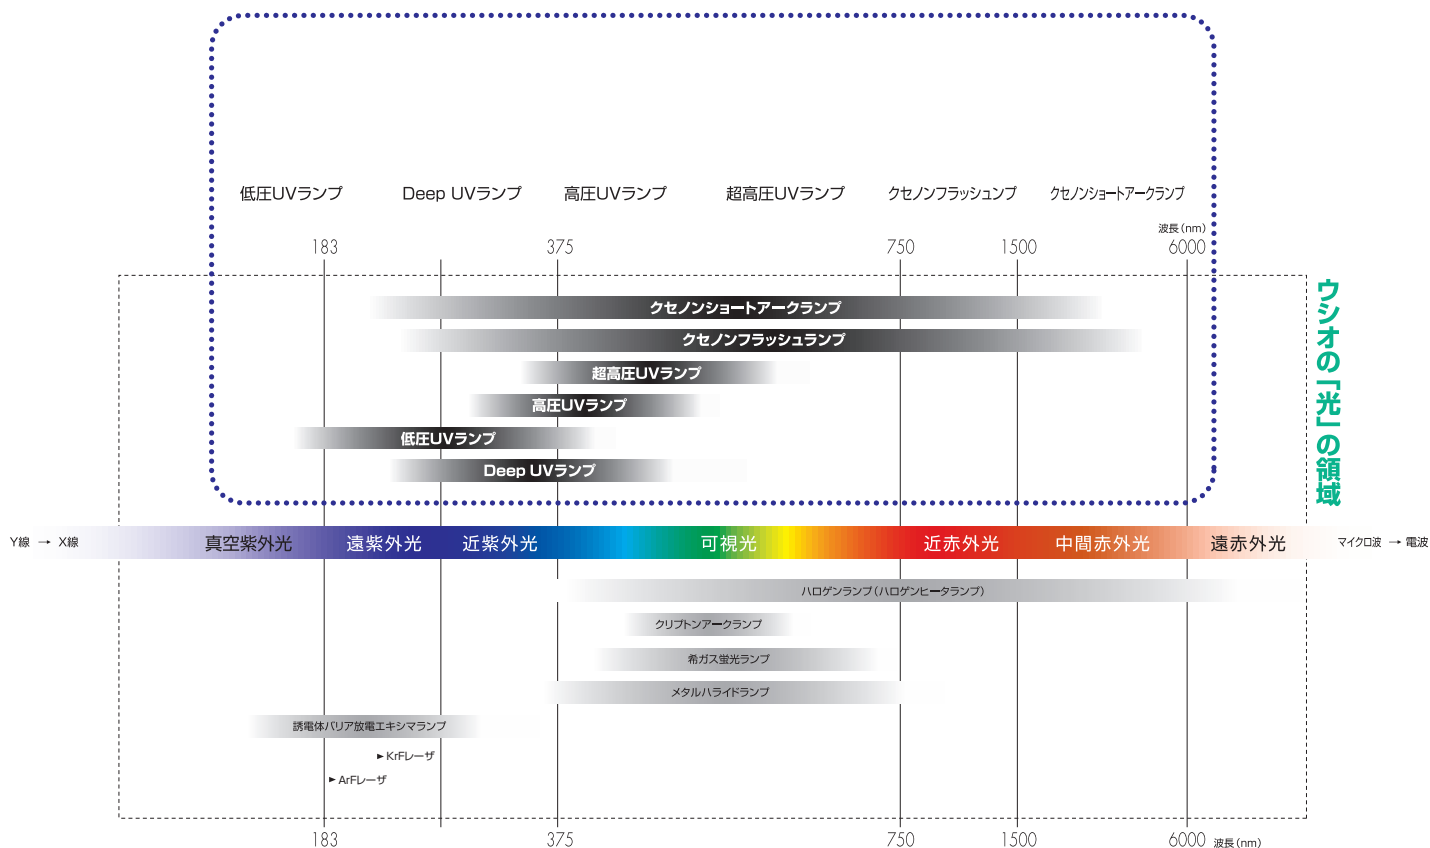 低圧UVランプ
Deep UVランプ
高圧UVランプ
超高圧UVランプ
クセノンフラッシュンプ
クセノンショートアークランプ
波長(nm)
183
375
750
1500
6000
クセノンショートアークランプ
クセノンフラッシュランプ
超高圧UVランプ
高圧UVランプ
低圧UVランプ
Deep UVランプ
ウシオの「光」の領域
Y線 → X線
真空紫外光
遠紫外光
近紫外光
可視光
近赤外光
中間赤外光
遠赤外光
マイクロ波 → 電波
ハロゲンランプ(ハロゲンヒータランプ)
クリプトンアークランプ
希ガス蛍光ランプ
メタルハライドランプ
誘電体バリア放電エキシマランプ
KrFレーザ
ArFレーザ
183
375
750
1500
6000
波長(nm)